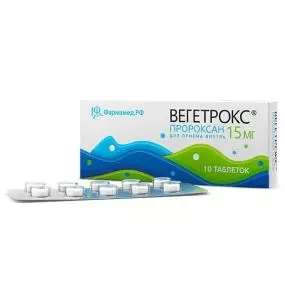 Фармамед.РФ
ВЕГЕТРОКС®
ПРОРОКСАН
ДЛЯ ПРИЕМА ВНУТРЬ
15 МГ
10 ТАБЛЕТОК